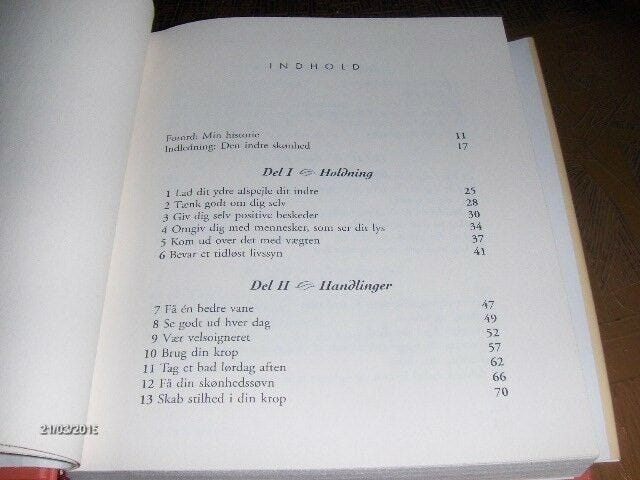 INDHOLD
Forord: Min historie 11
Indledning: Den indre skønhed 17
Del I Holdning
1 Lad dit ydre afspejle dit indre 25
2 Tænk godt om dig selv 28
3 Giv dig selv positive beskeder 30
4 Omgiv dig med mennesker, som ser dit lys 34
5 Kom ud over det med vægten 37
6 Bevar et tidløst livssyn 41
Del II Handlinger
7 Få én bedre vane 47
8 Se godt ud hver dag 49
9 Vær velsoigneret 52
10 Brug din krop 57
11 Tag et bad lørdag aften 62
12 Få din skønhedssøvn 66
13 Skab stilhed i din krop 70
21/03/2015